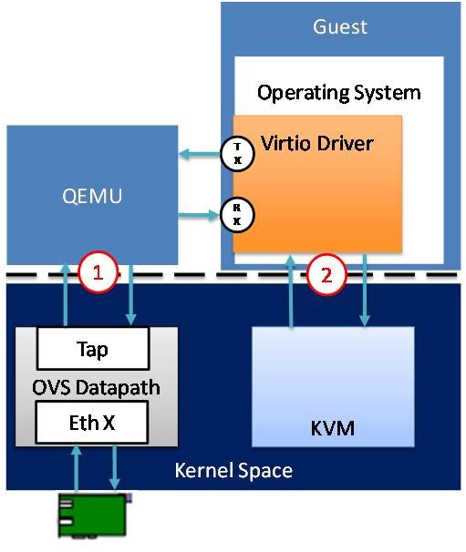 Guest
Operating System
Virtio Driver
T
X
R
X
QEMU
1
2
Tap
OVS Datapath
Eth X
KVM
Kernel Space